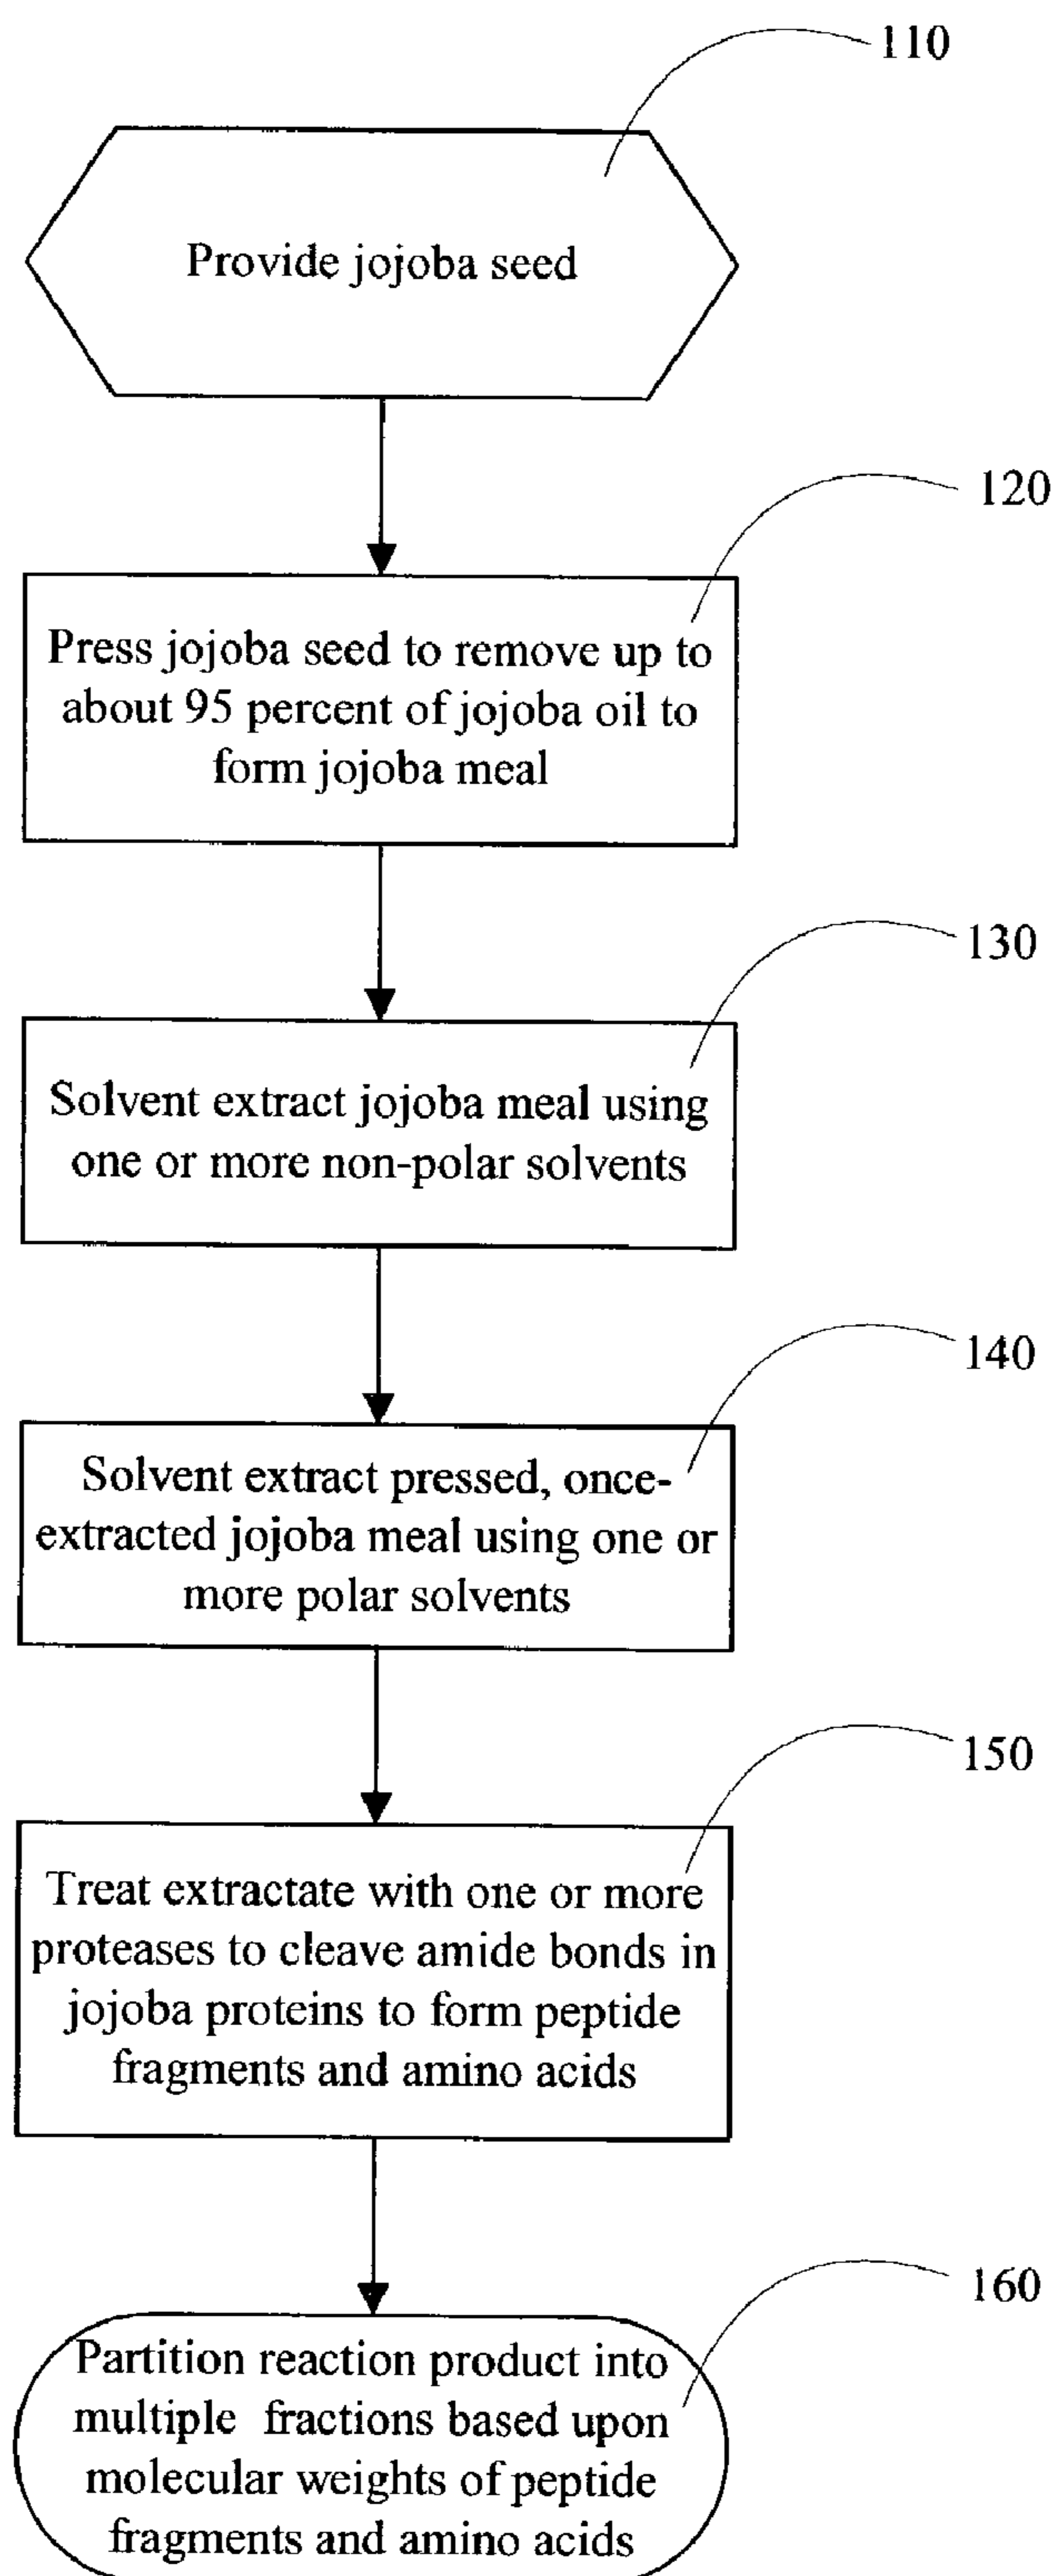 110
Provide jojoba seed
120
Press jojoba seed to remove up to
about 95 percent of jojoba oil to
form jojoba meal
130
Solvent extract jojoba meal using
one or more non-polar solvents
140
Solvent extract pressed, once-
extracted jojoba meal using one or
more polar solvents
150
Treat extractate with one or more
proteases to cleave amide bonds in
jojoba proteins to form peptide
fragments and amino acids
160
Partition reaction product into
multiple fractions based upon
molecular weights of peptide
fragments and amino acids